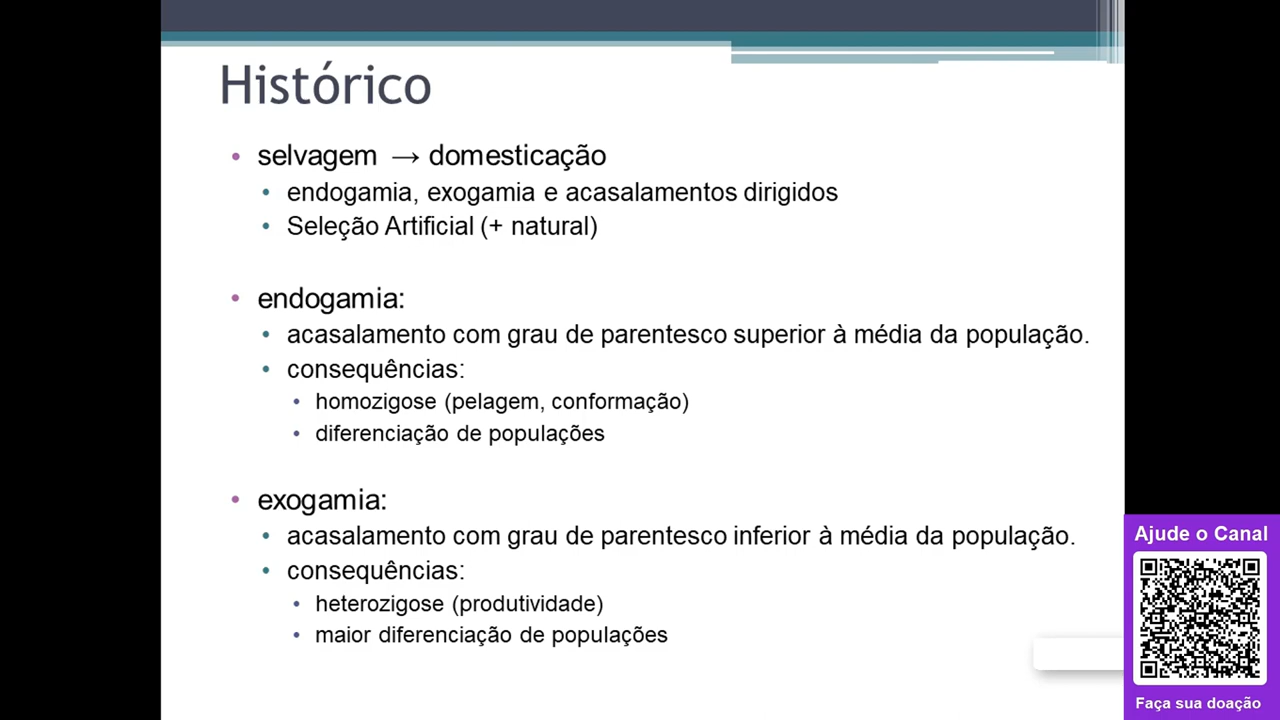 Histórico
• selvagem → domesticação
• endogamia, exogamia e acasalamentos dirigidos
• Seleção Artificial (+ natural)
• endogamia:
• acasalamento com grau de parentesco superior à média da população.
• consequências:
• homozigose (pelagem, conformação)
• diferenciação de populações
• exogamia:
• acasalamento com grau de parentesco inferior à média da população.
• consequências:
• heterozigose (produtividade)
• maior diferenciação de populações
Ajude o Canal
Faça sua doação